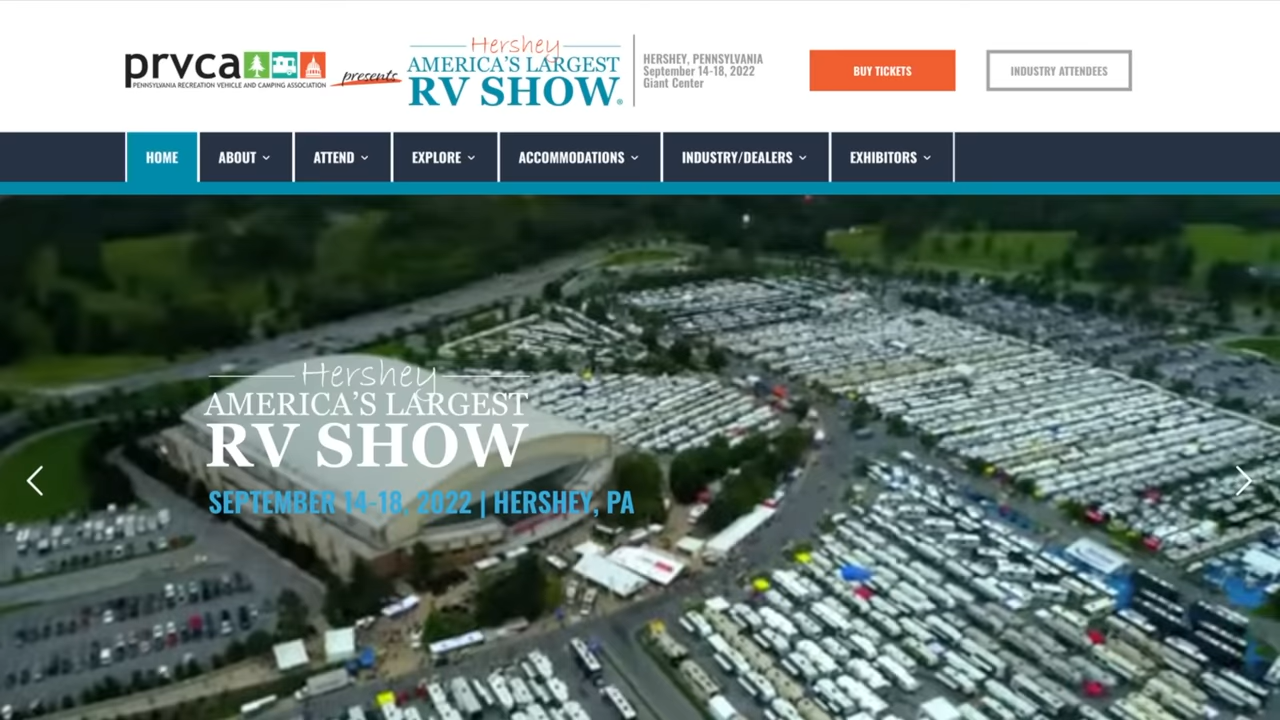 prvca
PENNSYLVANIA RECREATION VEHICLE AND CAMPING ASSOCIATION
presents
Hershey
AMERICA'S LARGEST
RV SHOW®
HERSHEY, PENNSYLVANIA
September 14-18, 2022
Giant Center
BUY TICKETS
INDUSTRY ATTENDEES
HOME
ABOUT
ATTEND
EXPLORE
ACCOMMODATIONS
INDUSTRY/DEALERS
EXHIBITORS
Hershey
AMERICA'S LARGEST
RV SHOW
SEPTEMBER 14-18, 2022 | HERSHEY, PA